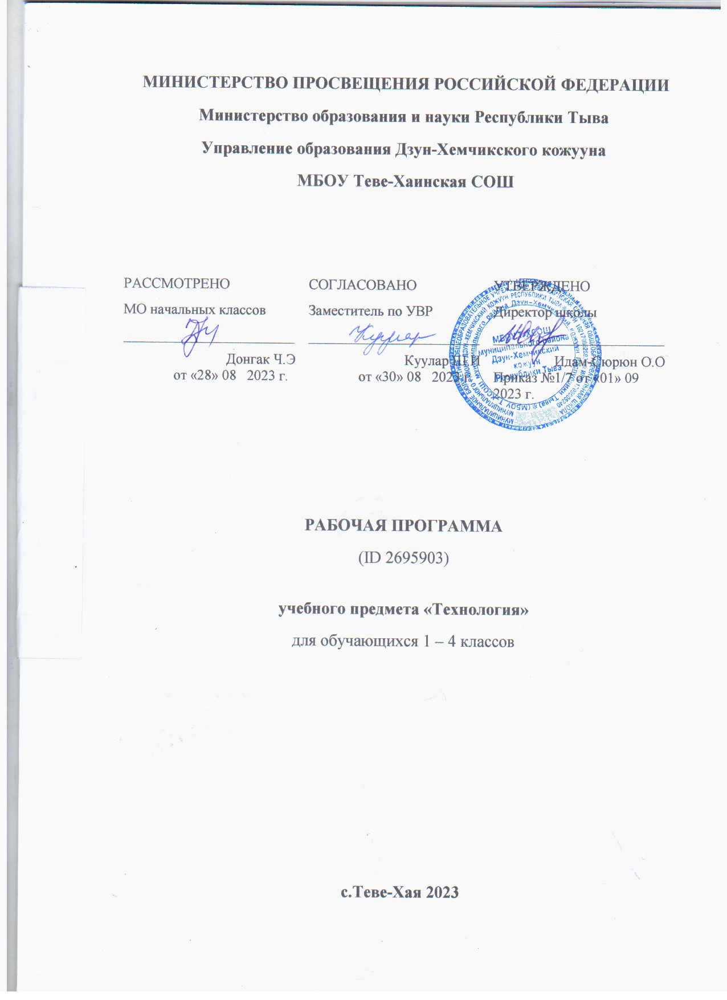 МИНИСТЕРСТВО ПРОСВЕЩЕНИЯ РОССИЙСКОЙ ФЕДЕРАЦИИ
Министерство образования и науки Республики Тыва
Управление образования Дзун-Хемчикского кожууна
МБОУ Теве-Хаинская СОШ
РАССМОТРЕНО
МО начальных классов
Донгак Ч.Э
от «28» 08 2023 г.
СОГЛАСОВАНО
Заместитель по УВР
Куулар
от «30» 08 2023 г.
УТВЕРЖДЕНО
Директор школы
Идам-Сюрюн О.О
Приказ №1/7 от «01» 09
2023 г.
муниципального района
Дзун-Хемчикский
кожуун
Республики Тыва
РАБОЧАЯ ПРОГРАММА
(ID 2695903)
учебного предмета «Технология»
для обучающихся 1 – 4 классов
с.Теве-Хая 2023